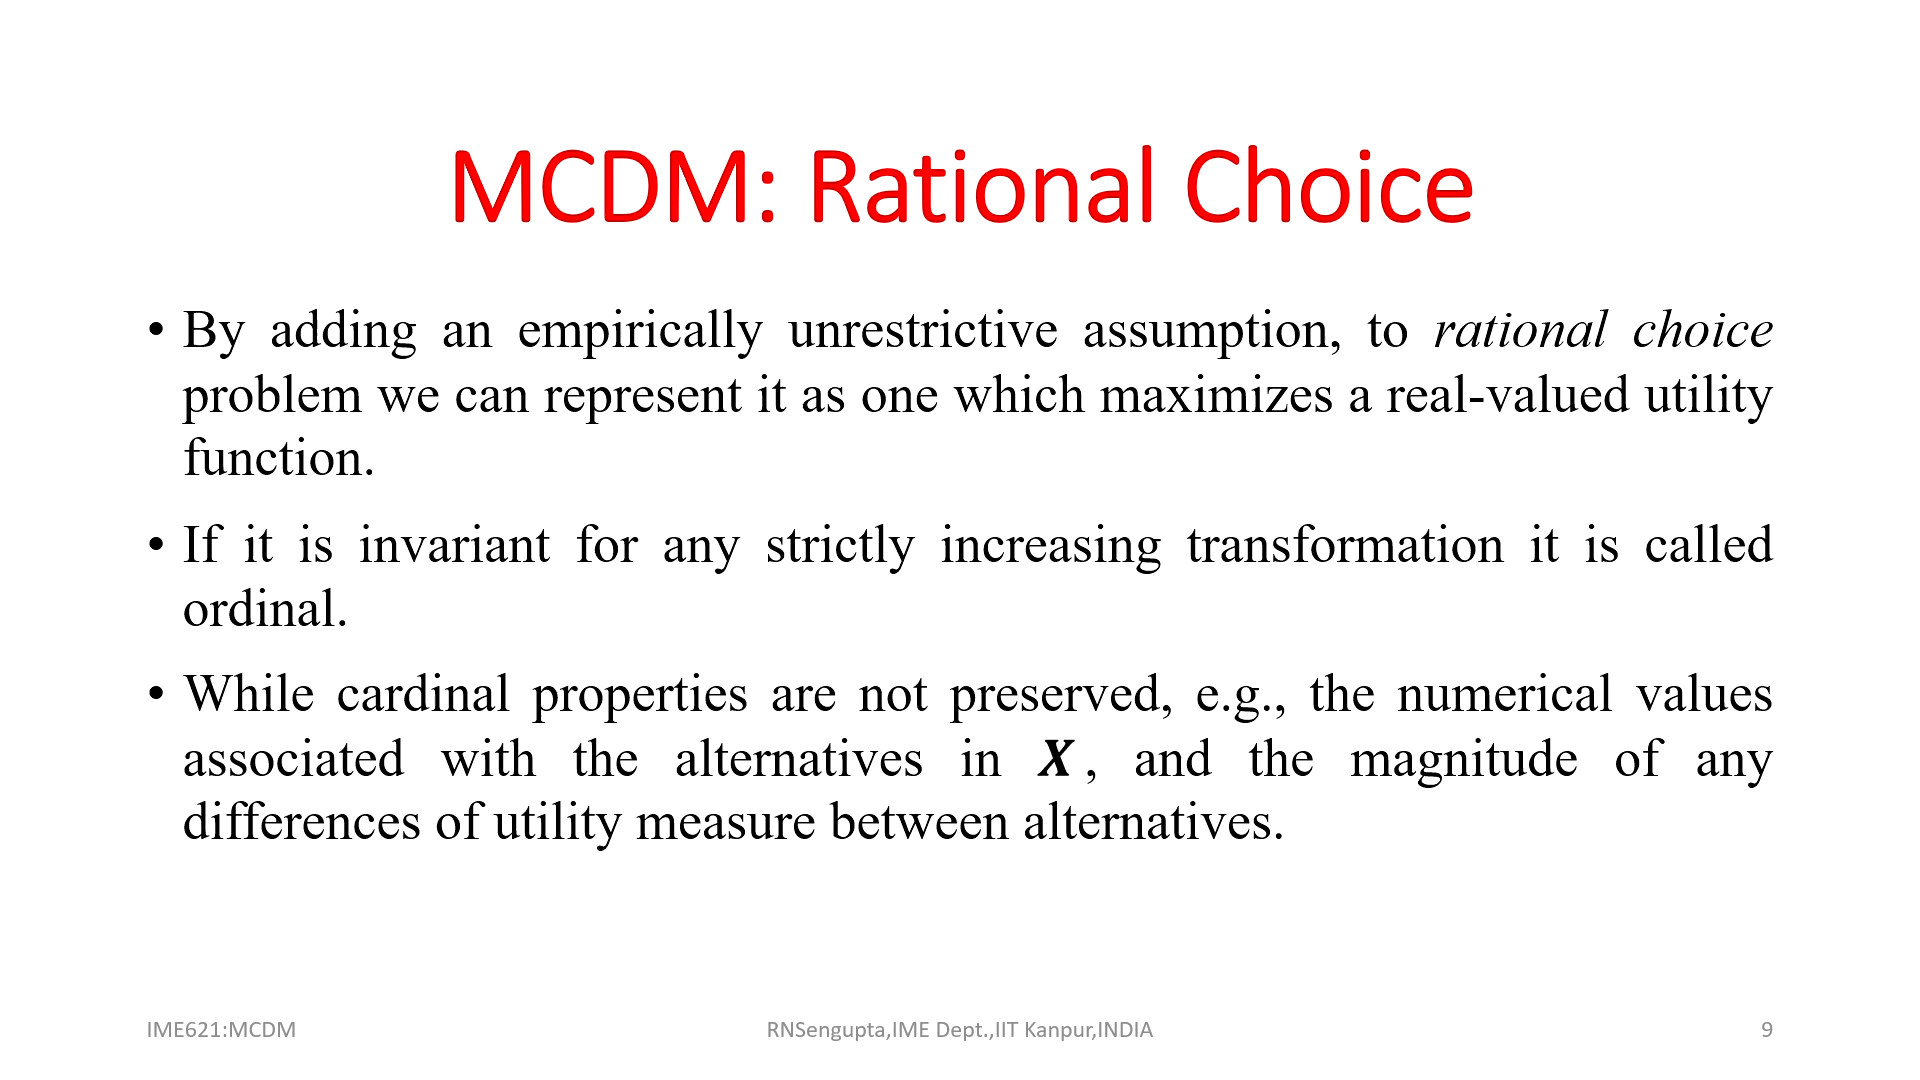 MCDM: Rational Choice
• By adding an empirically unrestrictive assumption, to rational choice
problem we can represent it as one which maximizes a real-valued utility
function.
• If it is invariant for any strictly increasing transformation it is called
ordinal.
• While cardinal properties are not preserved, e.g., the numerical values
associated with the alternatives in X , and the magnitude of any
differences of utility measure between alternatives.
IME621:MCDM
RNSengupta,IME Dept.,IIT Kanpur,INDIA
9